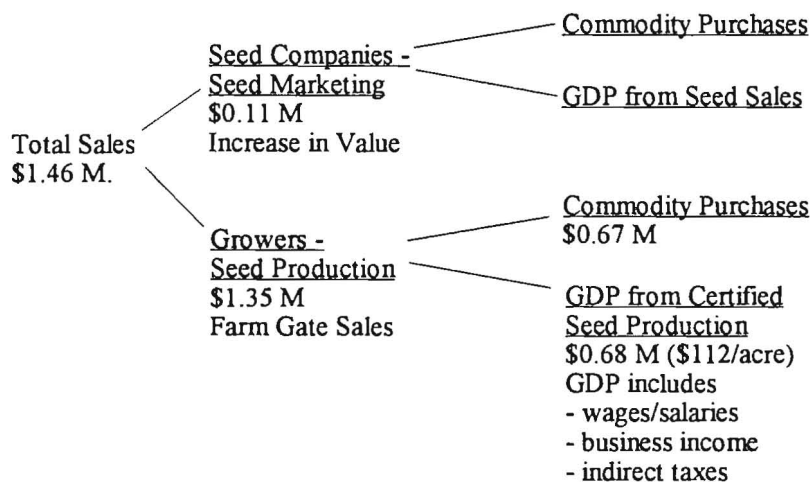 Total Sales
$1.46 M.
Seed Companies -
Seed Marketing
$0.11 M
Increase in Value
Commodity Purchases
GDP from Seed Sales
Growers -
Seed Production
$1.35 M
Farm Gate Sales
Commodity Purchases
$0.67 M
GDP from Certified
Seed Production
$0.68 M ($112/acre)
GDP includes
- wages/salaries
- business income
- indirect taxes